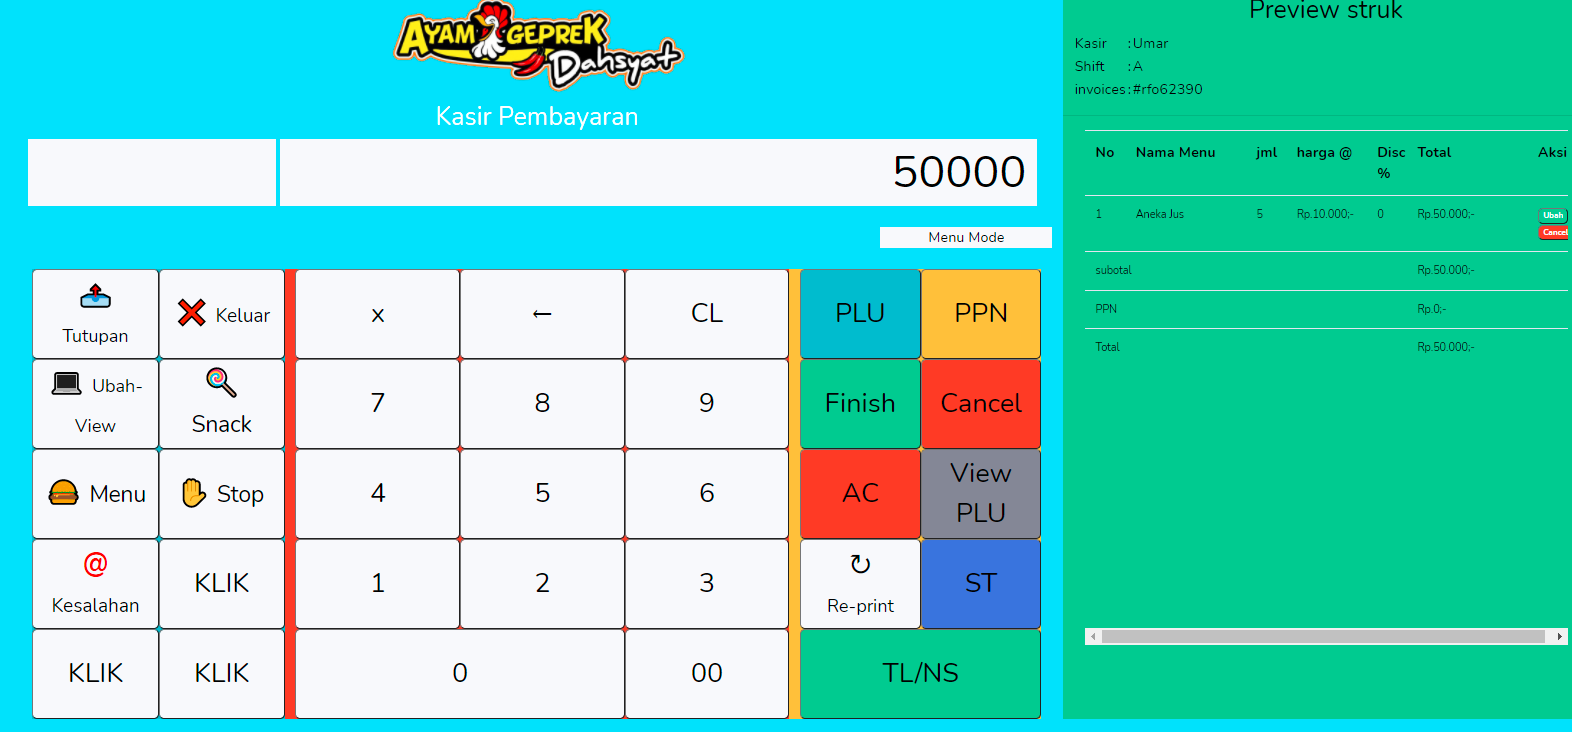 AYAM GEPREK
Dahsyat
Kasir Pembayaran
50000
Menu Mode
Tutupan
Keluar
x
←
CL
PLU
PPN
Ubah-
View
Snack
7
8
9
Finish
Cancel
Menu
Stop
4
5
6
AC
View
PLU
@
Kesalahan
KLIK
1
2
3
↻
Re-print
ST
KLIK
KLIK
0
00
TL/NS
Preview struk
Kasir :Umar
Shift :A
invoices:#rfo62390
No Nama Menu jml harga @ Disc Total Aksi
%
1 Aneka Jus 5 Rp.10.000;- 0 Rp.50.000;- Ubah
Cancel
subotal Rp.50.000;-
PPN Rp.0;-
Total Rp.50.000;-